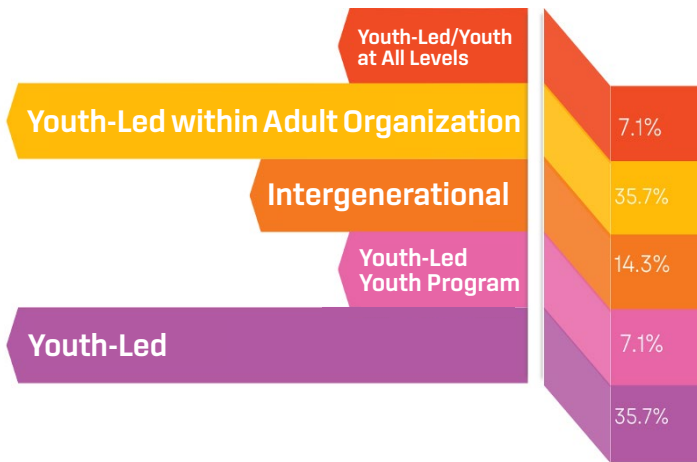 Youth-Led/Youth
at All Levels
7.1%
Youth-Led within Adult Organization
35.7%
Intergenerational
14.3%
Youth-Led
Youth Program
7.1%
Youth-Led
35.7%